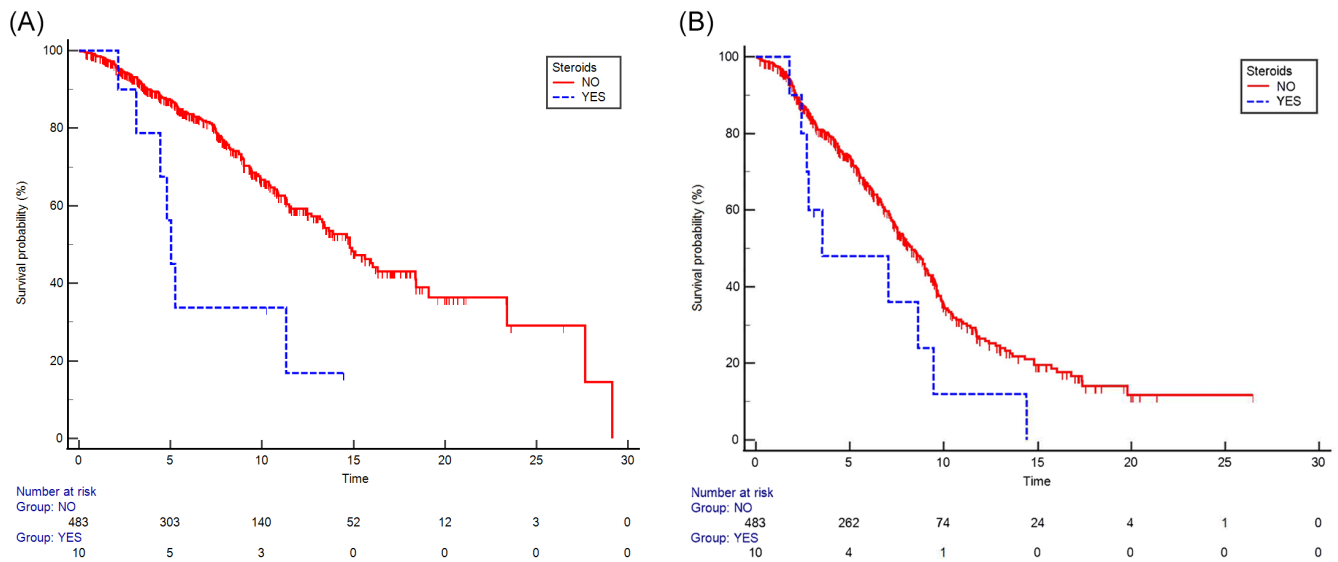 (A)
Survival probability (%)
100
80
60
40
20
0
0 5 10 15 20 25 30
Time
Steroids
NO
YES
Number at risk
Group: NO
483 303 140 52 12 3 0
Group: YES
10 5 3 0 0 0 0
(B)
Survival probability (%)
100
80
60
40
20
0
0 5 10 15 20 25 30
Time
Steroids
NO
YES
Number at risk
Group: NO
483 262 74 24 4 1 0
Group: YES
10 4 1 0 0 0 0